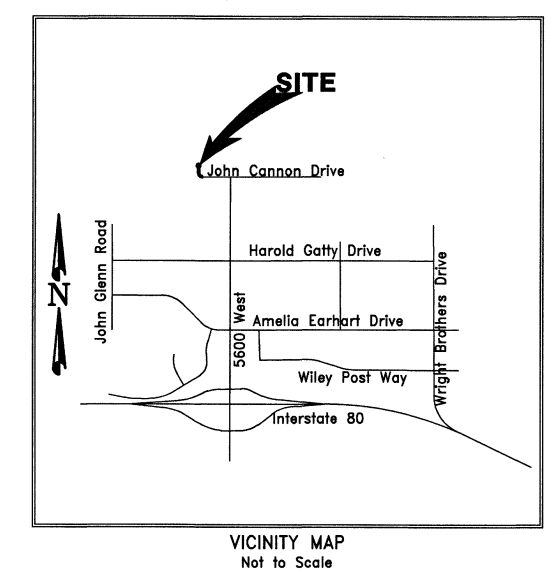 SITE
John Cannon Drive
Harold Gatty Drive
John Glenn Road
N
5600 West
Amelia Earhart Drive
Wright Brothers Drive
Wiley Post Way
Interstate 80
VICINITY MAP
Not to Scale